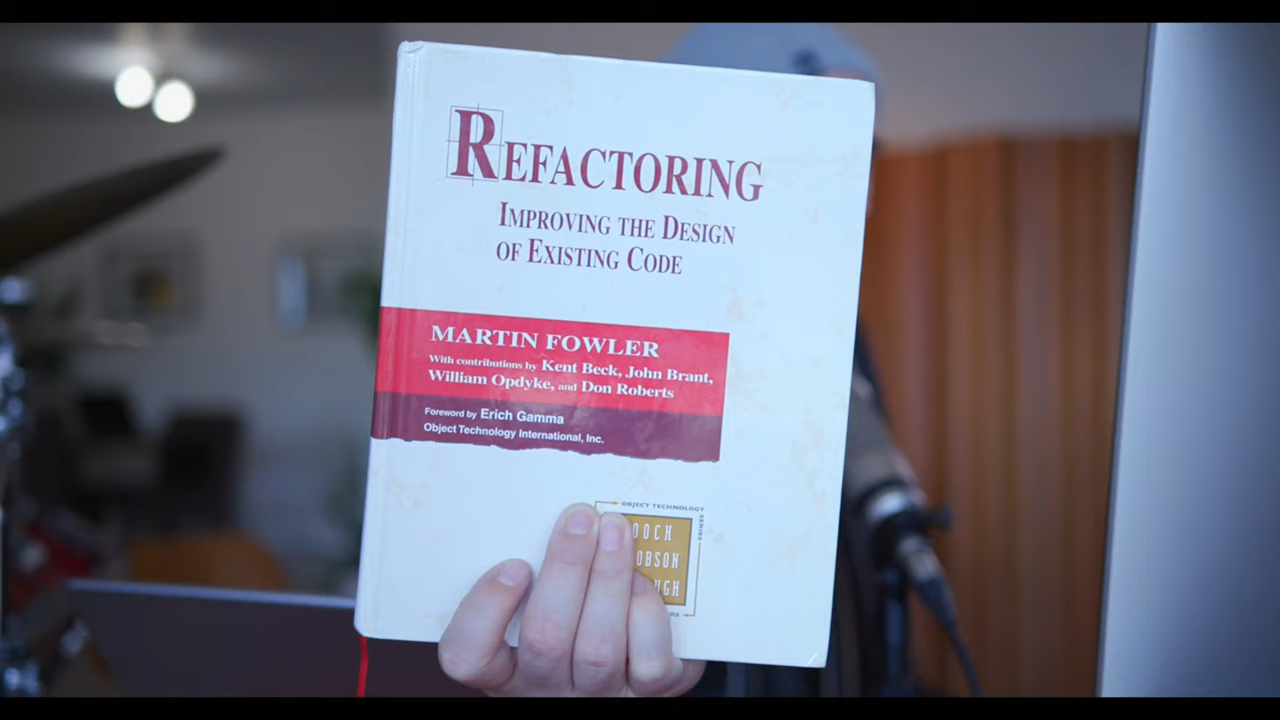 REFACTORING
IMPROVING THE DESIGN
OF EXISTING CODE
MARTIN FOWLER
With contributions by Kent Beck, John Brant,
William Opdyke, and Don Roberts
Foreword by Erich Gamma
Object Technology International, Inc.
OBJECT TECHNOLOGY
SERIES